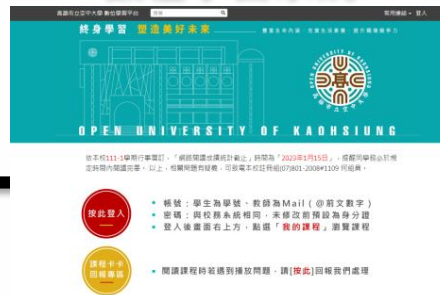 高雄市立空中大學 數位學習平台 搜尋 常用連結 登入
終身學習 塑造美好未來
OPEN UNIVERSITY OF KAOHSIUNG
依本校111-1學期行事曆訂,「網路閱讀或講統計截止」時間為「2023年1月15日」,提醒同學務必於規
定時間內閱讀完畢。以上,相關問題有疑義,可致電本校註冊組(07)801-2008#1109 何組員。
按此登入
帳號:學生為學號、教師為Mail(@前文數字)
密碼:與校務系統相同,未修改前預設為身分證
登入後畫面右上方,點選「我的課程」瀏覽課程
課程卡卡
回報專區
閱讀課程時若遇到播放問題,請[按此]回報我們處理